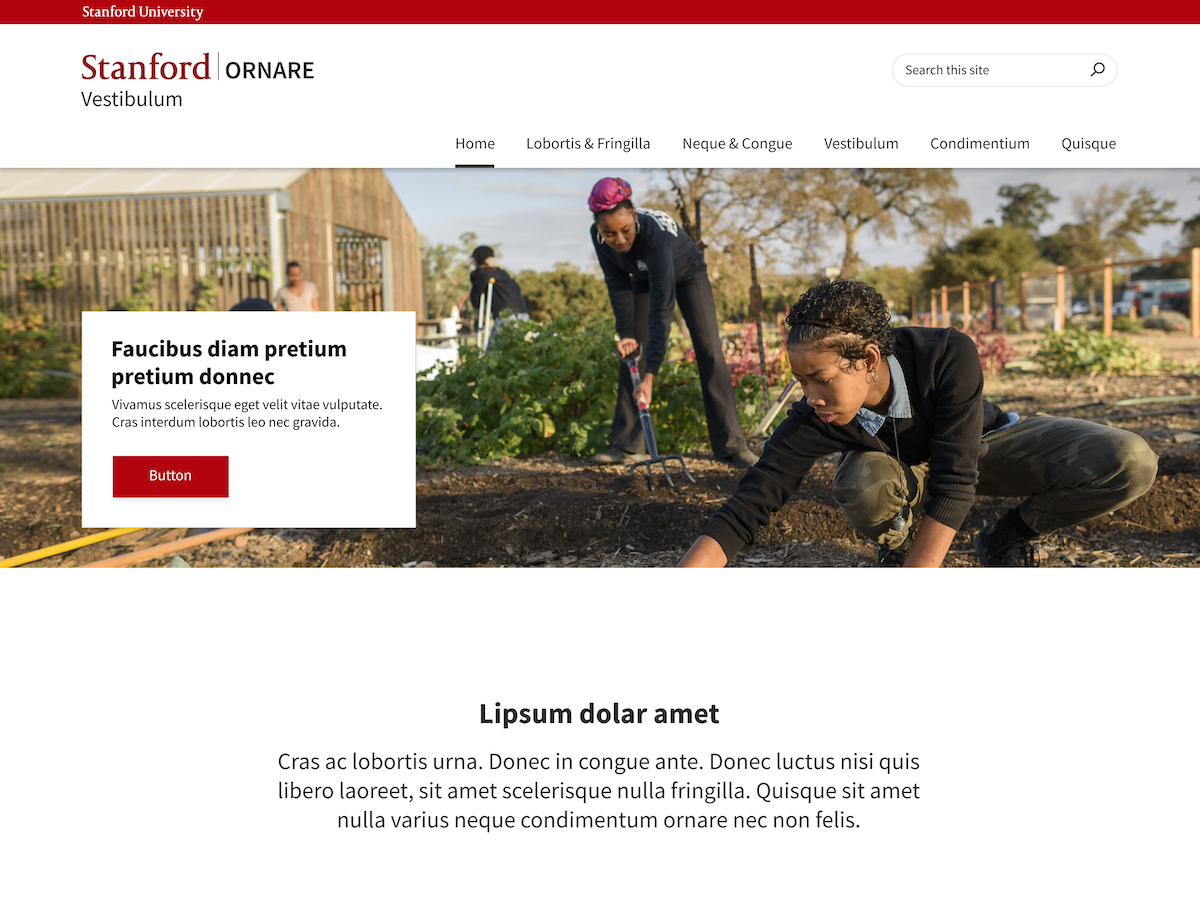 Stanford University
Stanford | ORNARE
Vestibulum
Search this site
Home Lobortis & Fringilla Neque & Congue Vestibulum Condimentium Quisque
Faucibus diam pretium
pretium donnec
Vivamus scelerisque eget velit vitae vulputate.
Cras interdum lobortis leo nec gravida.
Button
Lipsum dolar amet
Cras ac lobortis urna. Donec in congue ante. Donec luctus nisi quis
libero laoreet, sit amet scelerisque nulla fringilla. Quisque sit amet
nulla varius neque condimentum ornare nec non felis.